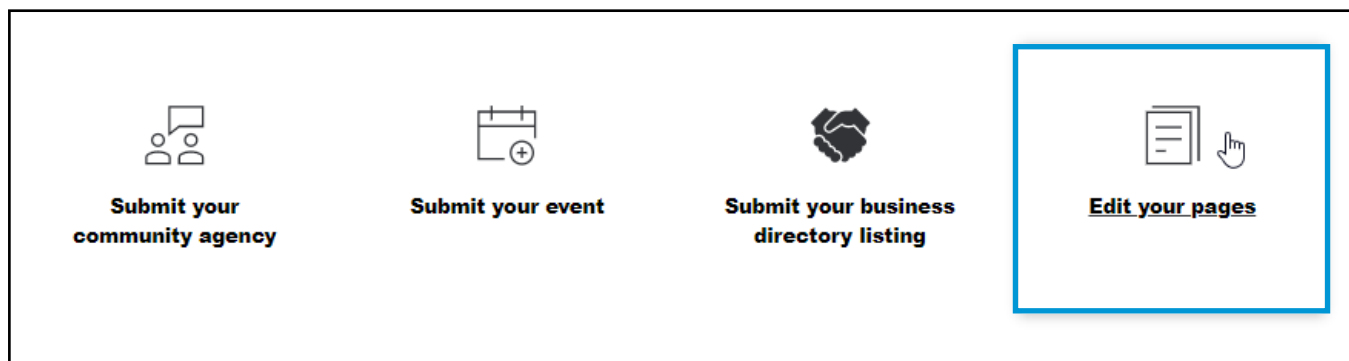 Submit your
community agency
Submit your event
Submit your business
directory listing
Edit your pages